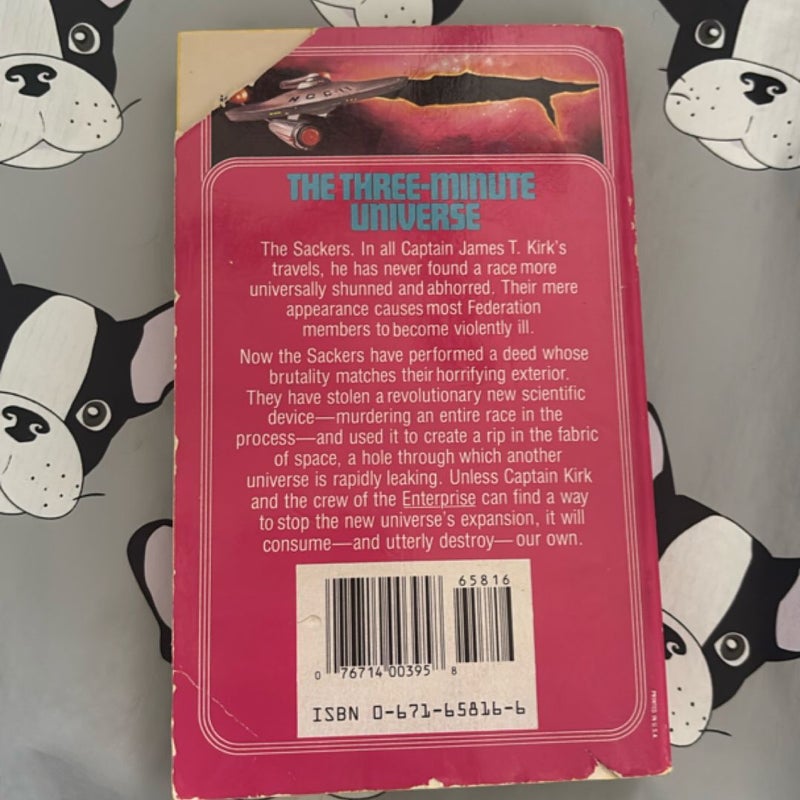 NCC-1
THE THREE-MINUTE
UNIVERSE
The Sackers. In all Captain James T. Kirk's
travels, he has never found a race more
universally shunned and abhorred. Their mere
appearance causes most Federation
members to become violently ill.
Now the Sackers have performed a deed whose
brutality matches their horrifying exterior.
They have stolen a revolutionary new scientific
device—murdering an entire race in the
process—and used it to create a rip in the fabric
of space, a hole through which another
universe is rapidly leaking. Unless Captain Kirk
and the crew of the Enterprise can find a way
to stop the new universe's expansion, it will
consume—and utterly destroy—our own.
65816
0 76714 00395 8
ISBN 0-671-65816-6
PRINTED IN U.S.A.